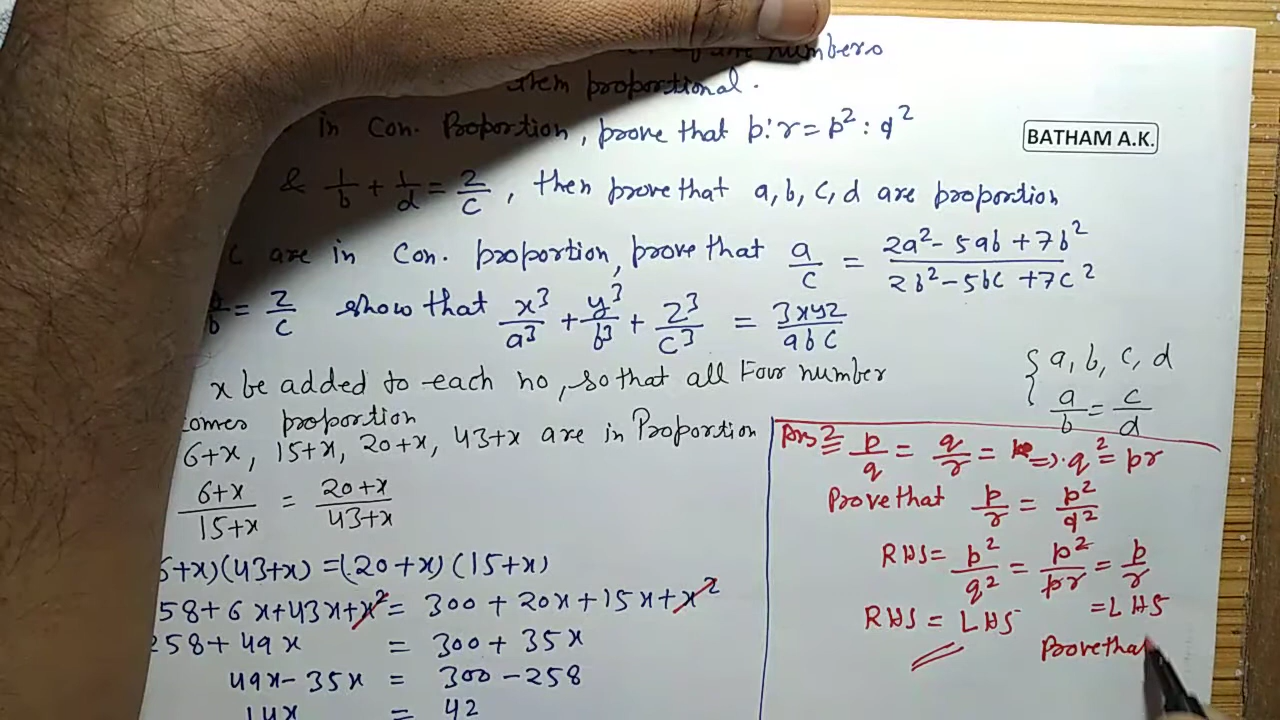 numbers
them proportional.
in Con. Proportion, prove that p:r = p² : q²
BATHAM A.K.
& 1/b + 1/d = 2/c, then prove that a, b, c, d are proportion
c are in Con. proportion, prove that a/c = 2a² - 5ab + 7b² / 2b² - 5bc + 7c²
b = z/c show that x³/a³ + y³/b³ + z³/c³ = 3xyz/abc
x be added to each no, so that all Four number
comes proportion
6+x, 15+x, 20+x, 43+x are in Proportion
6+x/15+x = 20+x/43+x
6+x)(43+x) = (20+x)(15+x)
58 + 6x + 43x + x² = 300 + 20x + 15x + x²
258 + 49x = 300 + 35x
49x - 35x = 300 - 258
14x = 42
{ a, b, c, d
a/b = c/d
Ans 2 p/q = q/r = k => q² = pr
Prove that p/r = p²/q²
RHS = p²/q² = p²/pr = p/r
= LHS
RHS = LHS
Prove that